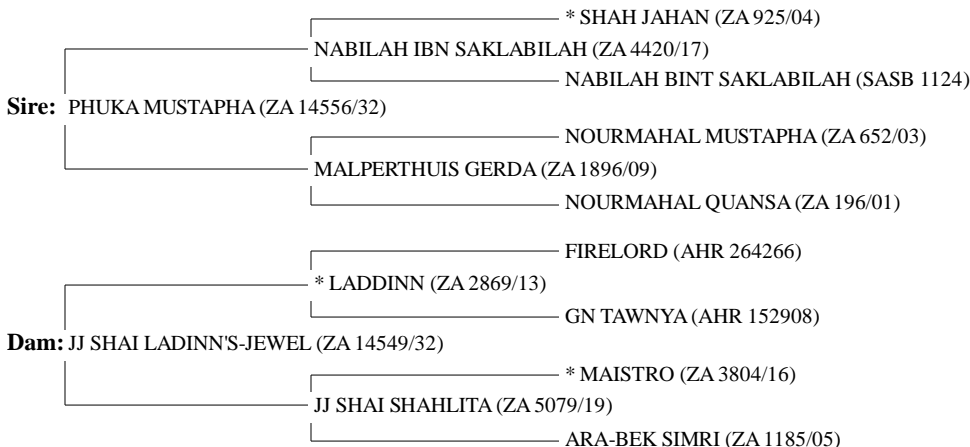 * SHAH JAHAN (ZA 925/04)
NABILAH IBN SAKLABILAH (ZA 4420/17)
NABILAH BINT SAKLABILAH (SASB 1124)
Sire: PHUKA MUSTAPHA (ZA 14556/32)
NOURMAHAL MUSTAPHA (ZA 652/03)
MALPERTHUIS GERDA (ZA 1896/09)
NOURMAHAL QUANSA (ZA 196/01)
FIRELORD (AHR 264266)
* LADDINN (ZA 2869/13)
GN TAWNYA (AHR 152908)
Dam: JJ SHAI LADINN'S-JEWEL (ZA 14549/32)
* MAISTRO (ZA 3804/16)
JJ SHAI SHAHLITA (ZA 5079/19)
ARA-BEK SIMRI (ZA 1185/05)